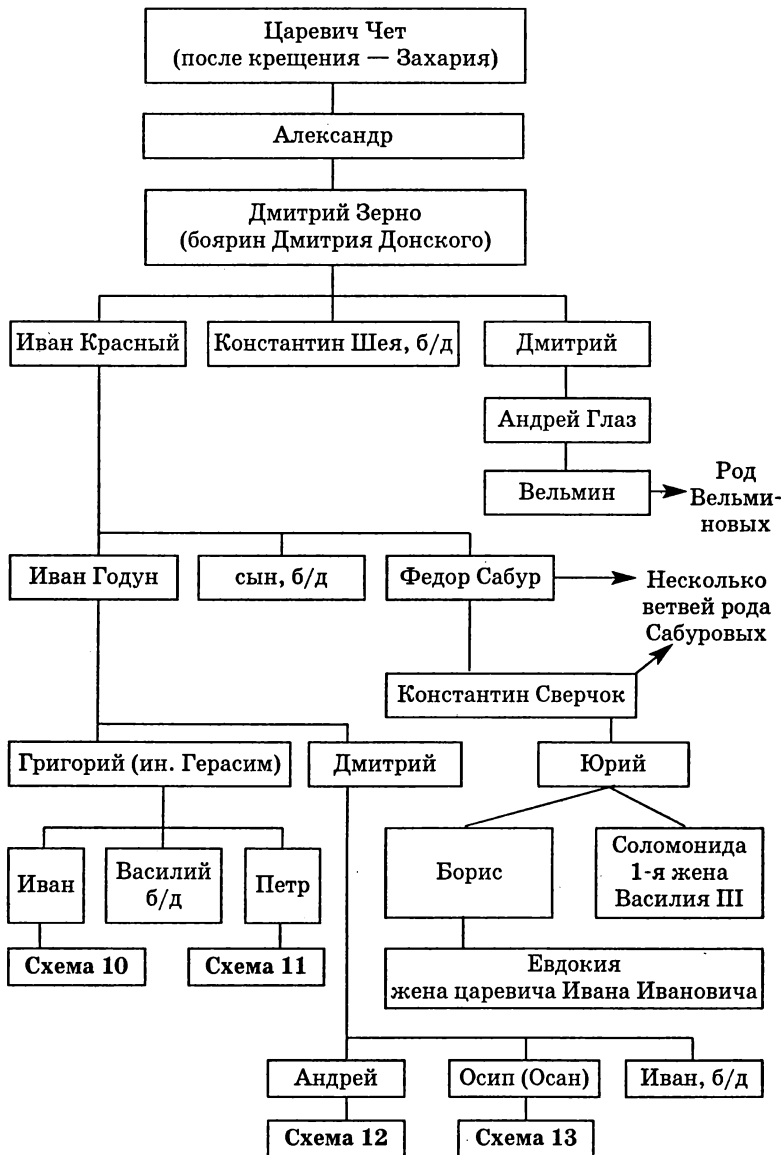 Царевич Чет
(после крещения — Захария)
Александр
Дмитрий Зерно
(боярин Дмитрия Донского)
Иван Красный
Константин Шея, б/д
Дмитрий
Андрей Глаз
Вельмин
Род
Вельми-
новых
Иван Годун
сын, б/д
Федор Сабур
Несколько
ветвей рода
Сабуровых
Константин Сверчок
Григорий (ин. Герасим)
Дмитрий
Юрий
Иван
Василий
б/д
Петр
Борис
Соломонида
1-я жена
Василия III
Схема 10
Схема 11
Евдокия
жена царевича Ивана Ивановича
Андрей
Осип (Осан)
Иван, б/д
Схема 12
Схема 13